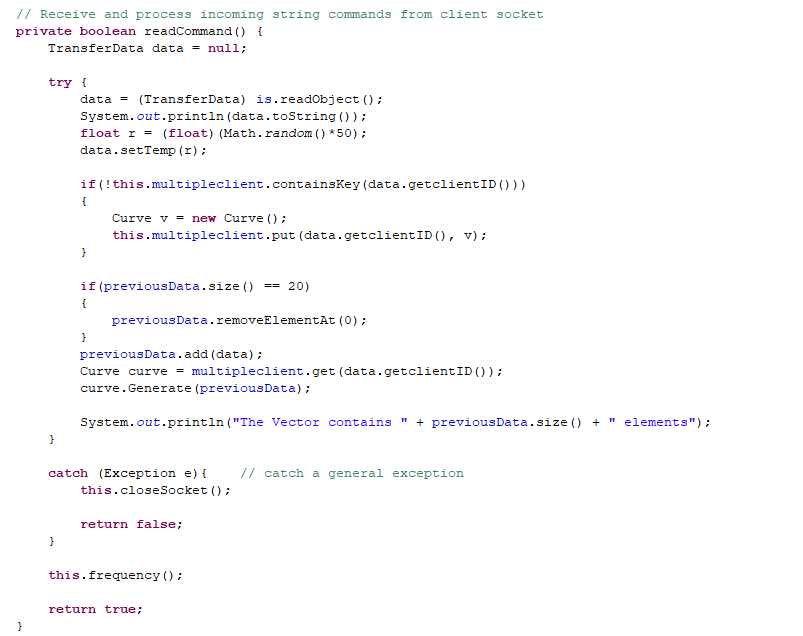 // Receive and process incoming string commands from client socket
private boolean readCommand() {
    TransferData data = null;

    try {
        data = (TransferData) is.readObject();
        System.out.println(data.toString());
        float r = (float)(Math.random()*50);
        data.setTemp(r);

        if(!this.multipleclient.containsKey(data.getclientID()))
        {
            Curve v = new Curve();
            this.multipleclient.put(data.getclientID(), v);
        }

        if(previousData.size() == 20)
        {
            previousData.removeElementAt(0);
        }
        previousData.add(data);
        Curve curve = multipleclient.get(data.getclientID());
        curve.Generate(previousData);

        System.out.println("The Vector contains " + previousData.size() + " elements");
    }

    catch (Exception e){    // catch a general exception
        this.closeSocket();

        return false;
    }

    this.frequency();

    return true;
}